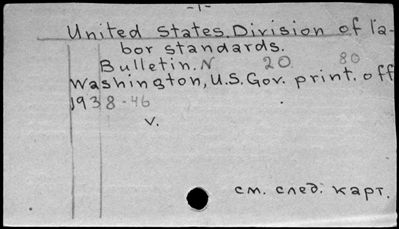 -1-
United States. Division of la-
bor standards.
Bulletin. N 20 80
Washington, U.S. Gov. print. off
1938-46
v.
см. след. карт.